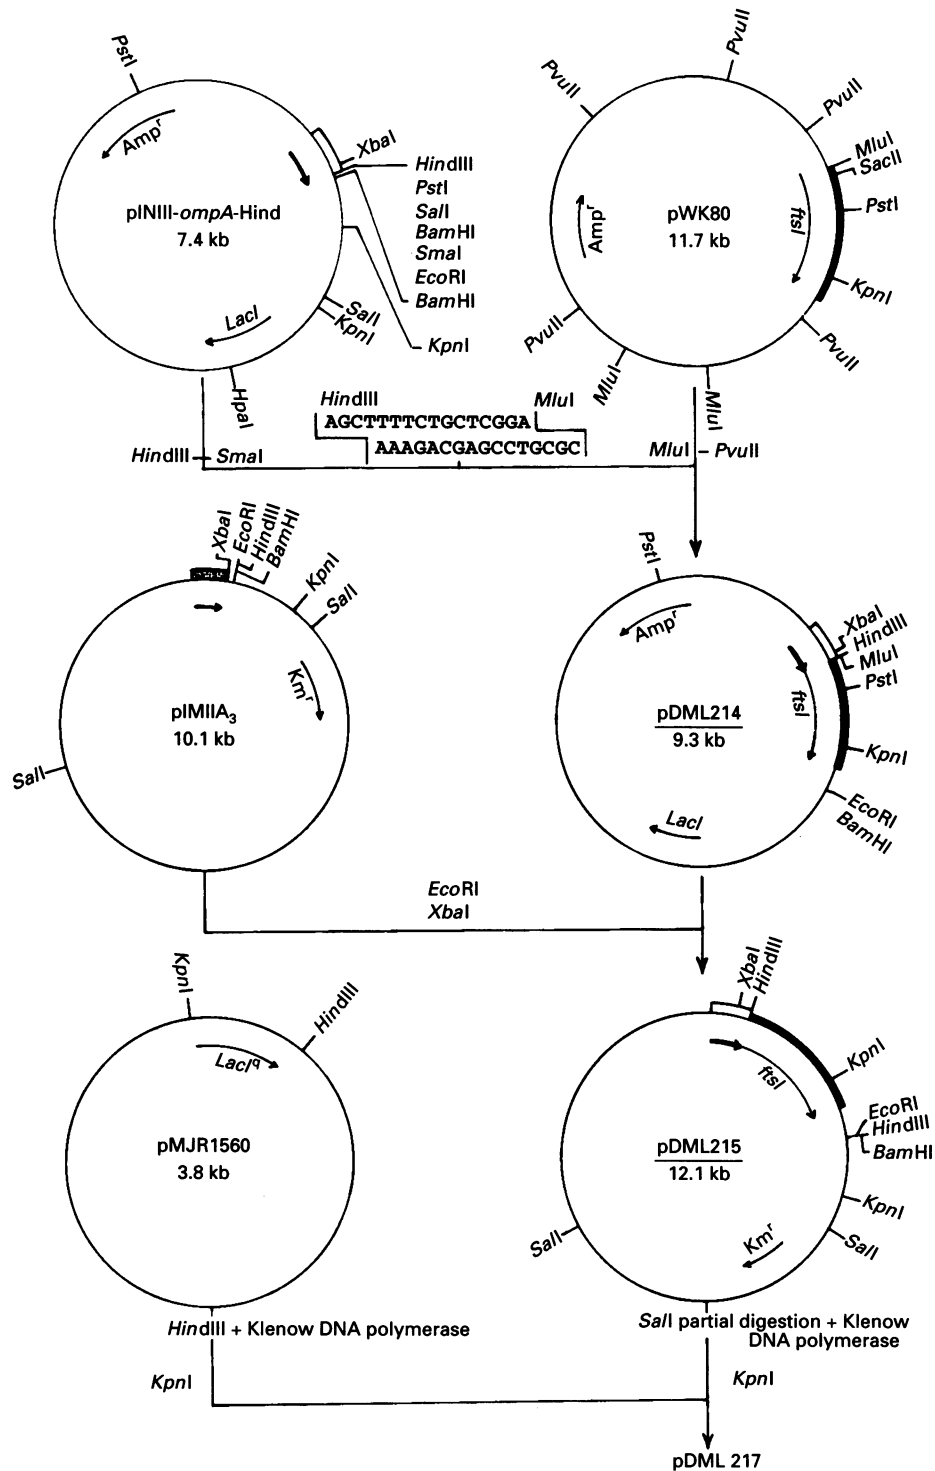 PstI
Ampʳ
XbaI
HindIII
PstI
SalI
BamHI
SmaI
EcoRI
BamHI
KpnI
SalI
KpnI
LacI
HpaI
pINIII-ompA-Hind
7.4 kb
PvuII
PvuII
PvuII
MluI
SacII
PstI
ftsI
KpnI
PvuII
MluI
MluI
PvuII
Ampʳ
pWK80
11.7 kb
HindIII
MluI
AGCTTTTCTGCTCGGA
AAAGACGAGCCTGCGC
HindIII
SmaI
MluI
PvuII
XbaI
EcoRI
HindIII
BamHI
KpnI
SalI
Kmʳ
SalI
pIMIIA₃
10.1 kb
PstI
Ampʳ
XbaI
HindIII
MluI
PstI
ftsI
KpnI
EcoRI
BamHI
LacI
pDML214
9.3 kb
EcoRI
XbaI
KpnI
HindIII
LacIq
pMJR1560
3.8 kb
XbaI
HindIII
KpnI
ftsI
EcoRI
HindIII
BamHI
KpnI
SalI
Kmʳ
SalI
pDML215
12.1 kb
HindIII + Klenow DNA polymerase
SalI partial digestion + Klenow
DNA polymerase
KpnI
KpnI
pDML 217